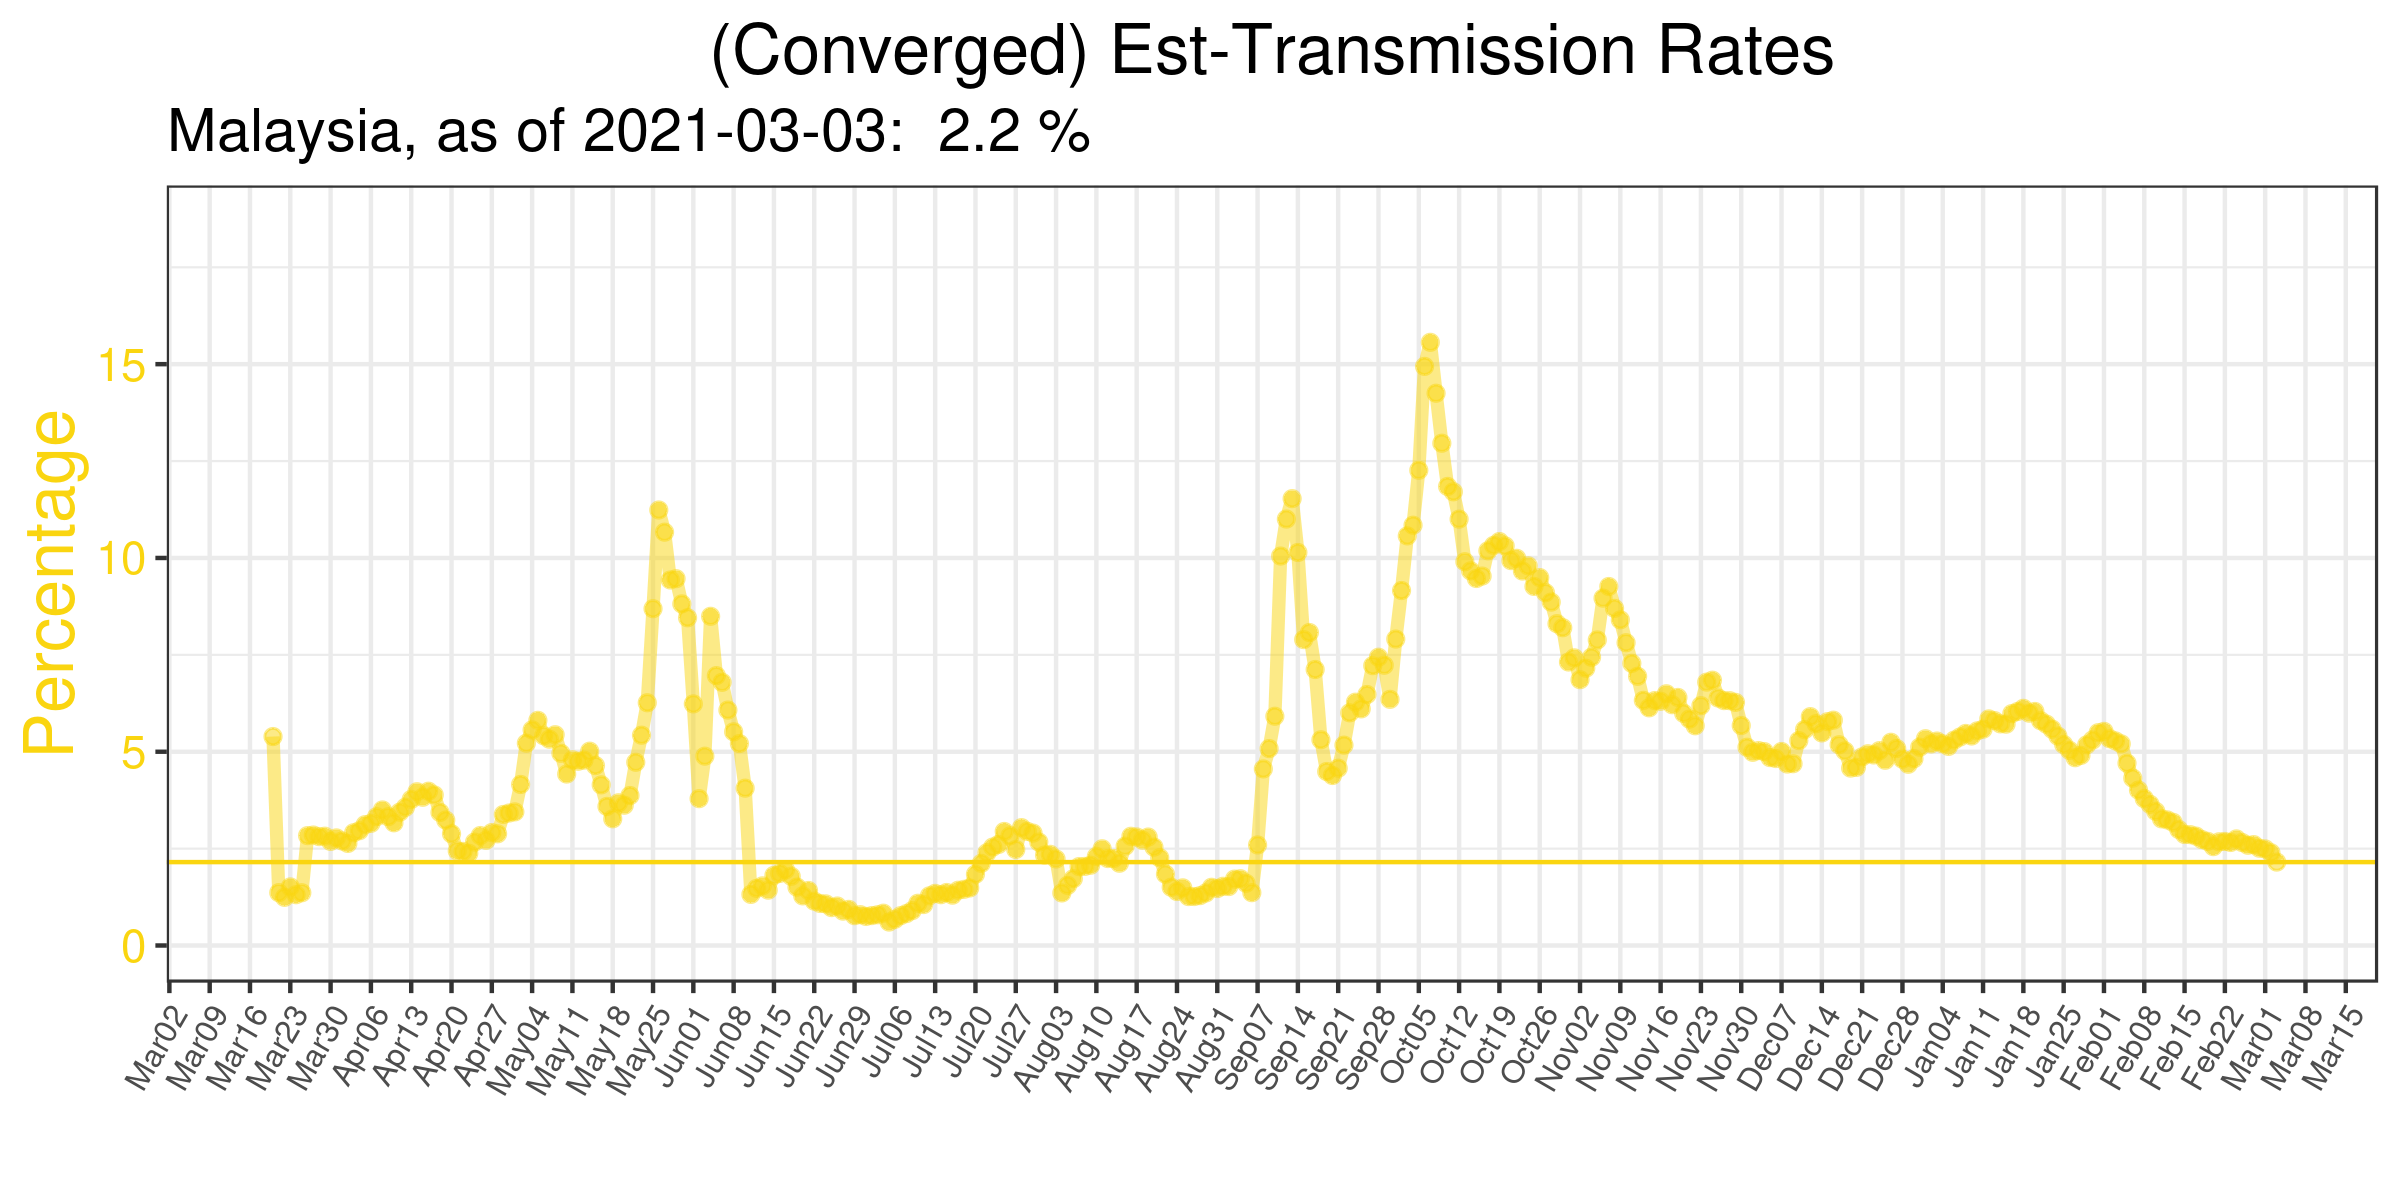 (Converged) Est-Transmission Rates
Malaysia, as of 2021-03-03:  2.2 %
Percentage
15
10
5
0
Mar02
Mar09
Mar16
Mar23
Mar30
Apr06
Apr13
Apr20
Apr27
May04
May11
May18
May25
Jun01
Jun08
Jun15
Jun22
Jun29
Jul06
Jul13
Jul20
Jul27
Aug03
Aug10
Aug17
Aug24
Aug31
Sep07
Sep14
Sep21
Sep28
Oct05
Oct12
Oct19
Oct26
Nov02
Nov09
Nov16
Nov23
Nov30
Dec07
Dec14
Dec21
Dec28
Jan04
Jan11
Jan18
Jan25
Feb01
Feb08
Feb15
Feb22
Mar01
Mar08
Mar15